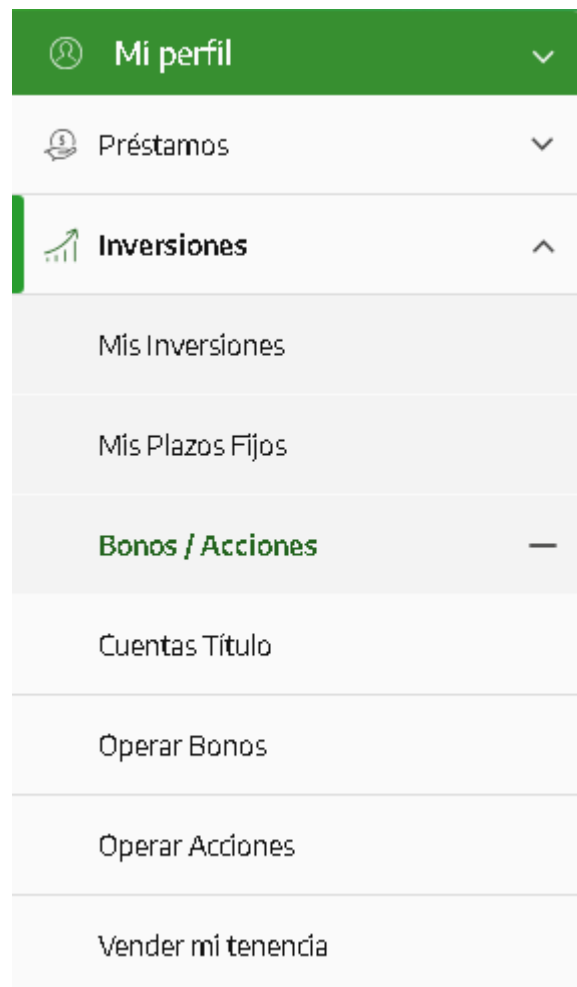 Mi perfil
Préstamos
Inversiones
Mis Inversiones
Mis Plazos Fijos
Bonos / Acciones
Cuentas Título
Operar Bonos
Operar Acciones
Vender mi tenencia